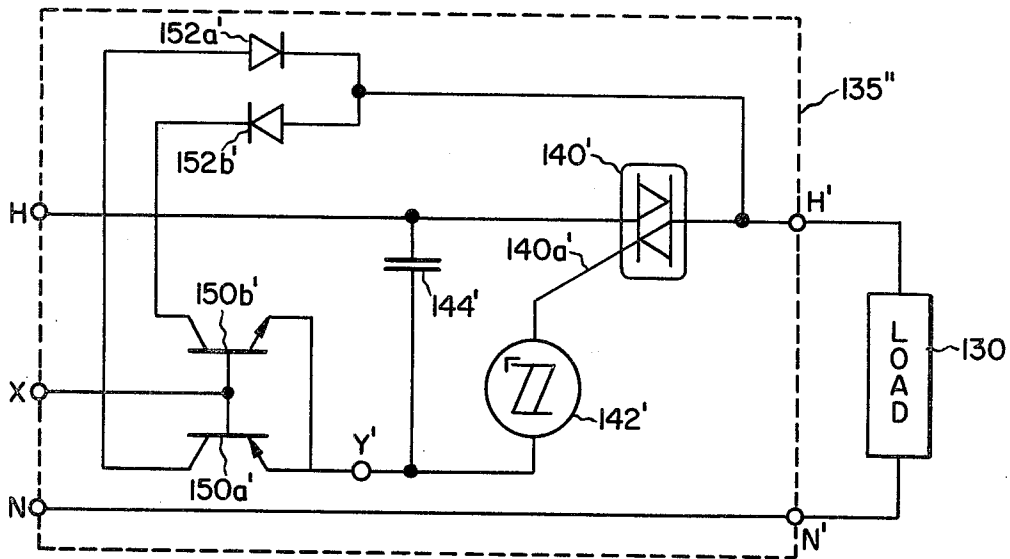 152a'
135"
152b'
140'
H
H'
140a'
144'
150b'
LOAD
130
X
142'
Y'
150a'
N
N'